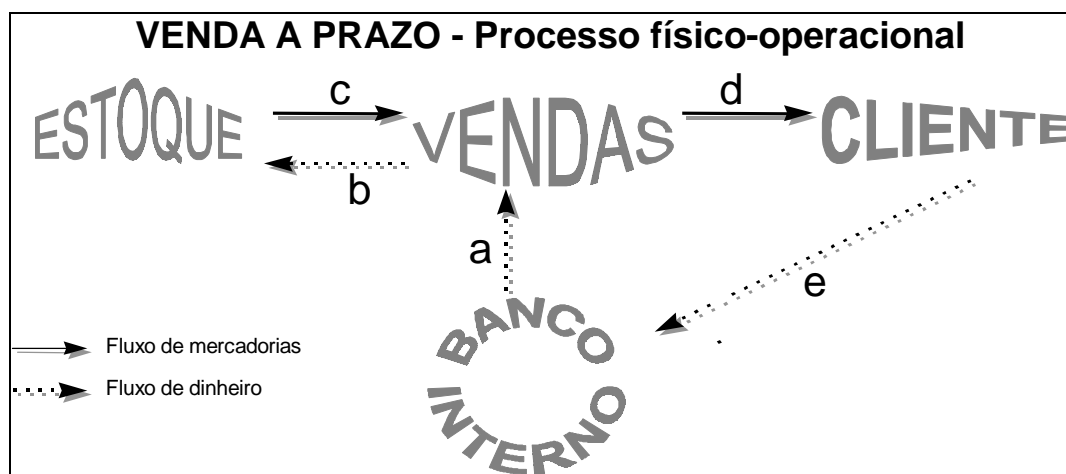 VENDA A PRAZO - Processo físico-operacional
ESTOQUE
c
VENDAS
d
CLIENTE
b
a
e
BANCO
INTERNO
Fluxo de mercadorias
Fluxo de dinheiro